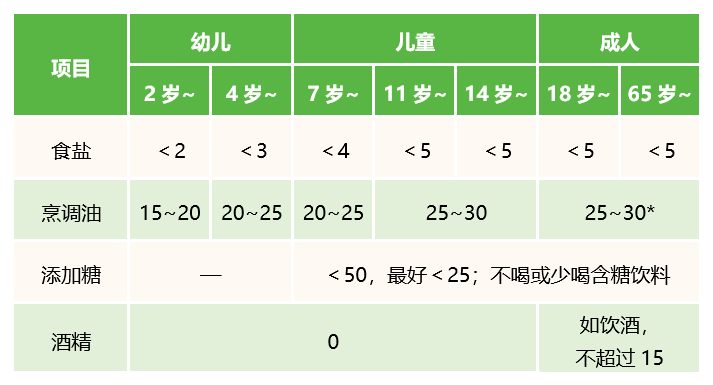 项目 幼儿 儿童 成人
2 岁~ 4 岁~ 7 岁~ 11 岁~ 14 岁~ 18 岁~ 65 岁~
食盐 <2 <3 <4 <5 <5 <5 <5
烹调油 15~20 20~25 20~25 25~30 25~30*
添加糖 — <50，最好<25；不喝或少喝含糖饮料
酒精 0 如饮酒，
不超过 15